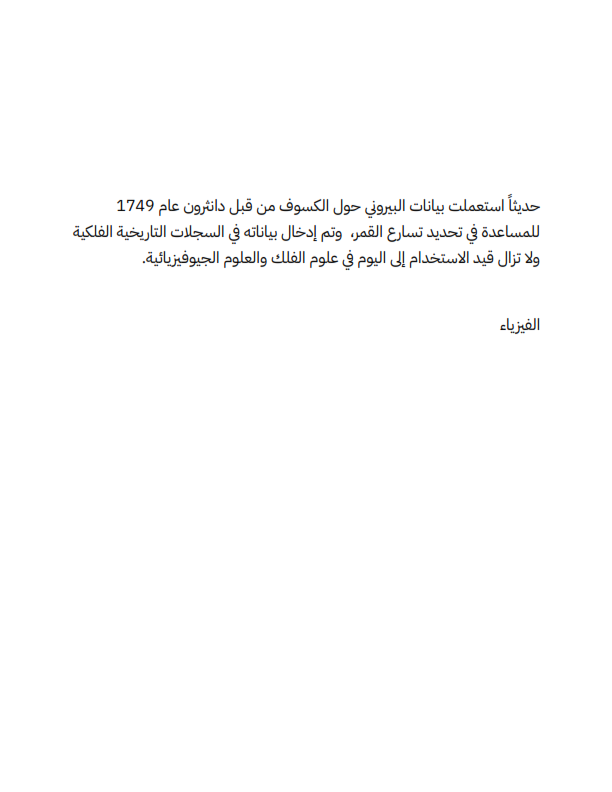 حديثاً استعملت بيانات البيروني حول الكسوف من قبل دانثرون عام 1749
للمساعدة في تحديد تسارع القمر، وتم إدخال بياناته في السجلات التاريخية الفلكية
ولا تزال قيد الاستخدام إلى اليوم في علوم الفلك والعلوم الجيوفيزيائية.
الفيزياء